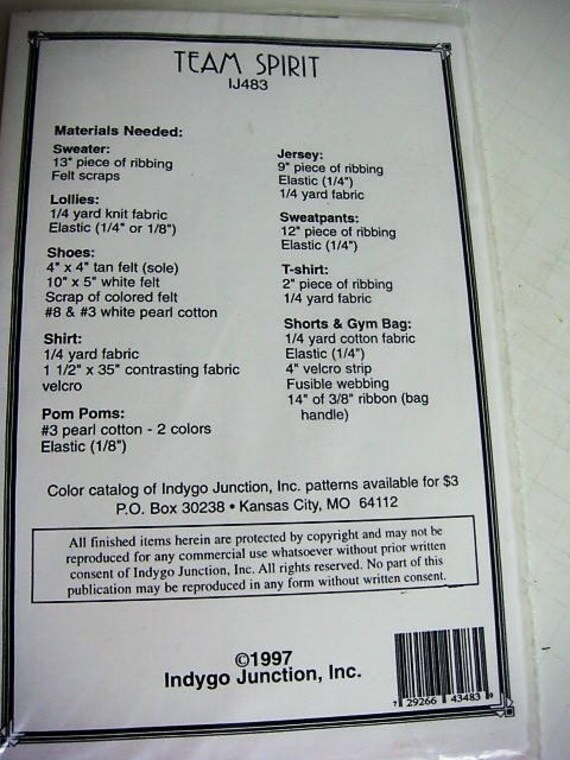 TEAM SPIRIT
IJ483
Materials Needed:
Sweater:
13" piece of ribbing
Felt scraps
Lollies:
1/4 yard knit fabric
Elastic (1/4" or 1/8")
Shoes:
4" x 4" tan felt (sole)
10" x 5" white felt
Scrap of colored felt
#8 & #3 white pearl cotton
Shirt:
1/4 yard fabric
1 1/2" x 35" contrasting fabric
velcro
Pom Poms:
#3 pearl cotton - 2 colors
Elastic (1/8")
Jersey:
9" piece of ribbing
Elastic (1/4")
1/4 yard fabric
Sweatpants:
12" piece of ribbing
Elastic (1/4")
T-shirt:
2" piece of ribbing
1/4 yard fabric
Shorts & Gym Bag:
1/4 yard cotton fabric
Elastic (1/4")
4" velcro strip
Fusible webbing
14" of 3/8" ribbon (bag
handle)
Color catalog of Indygo Junction, Inc. patterns available for $3
P.O. Box 30238 • Kansas City, MO 64112
All finished items herein are protected by copyright and may not be
reproduced for any commercial use whatsoever without prior written
consent of Indygo Junction, Inc. All rights reserved. No part of this
publication may be reproduced in any form without written consent.
©1997
Indygo Junction, Inc.
7 29266 43483 9